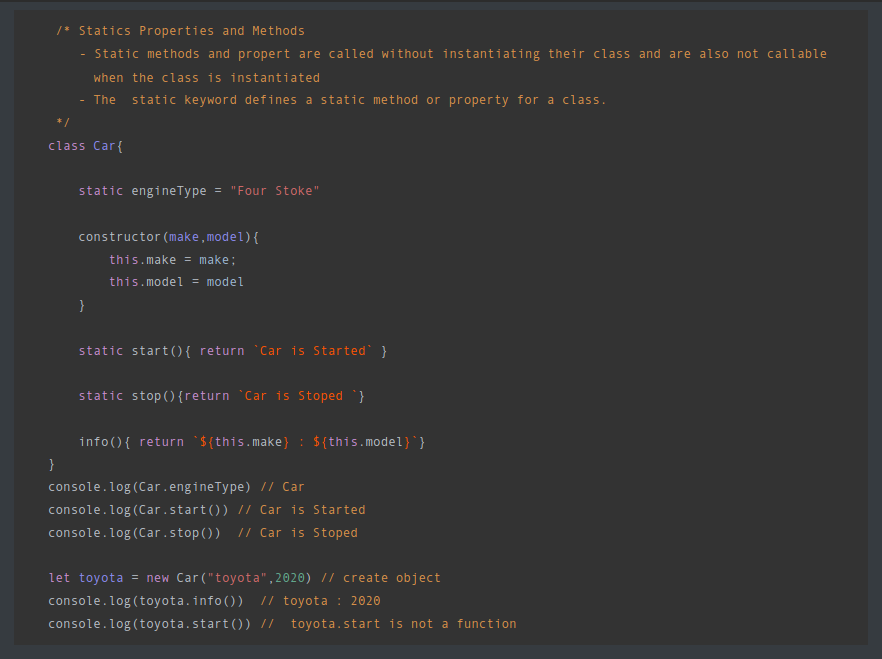 /* Statics Properties and Methods
- Static methods and propert are called without instantiating their class and are also not callable
when the class is instantiated
- The  static keyword defines a static method or property for a class.
*/
class Car{
static engineType = "Four Stoke"
constructor(make,model){
this.make = make;
this.model = model
}
static start(){ return `Car is Started` }
static stop(){return `Car is Stoped `}
info(){ return `${this.make} : ${this.model}`}
}
console.log(Car.engineType) // Car
console.log(Car.start()) // Car is Started
console.log(Car.stop())  // Car is Stoped
let toyota = new Car("toyota",2020) // create object
console.log(toyota.info())  // toyota : 2020
console.log(toyota.start()) //  toyota.start is not a function